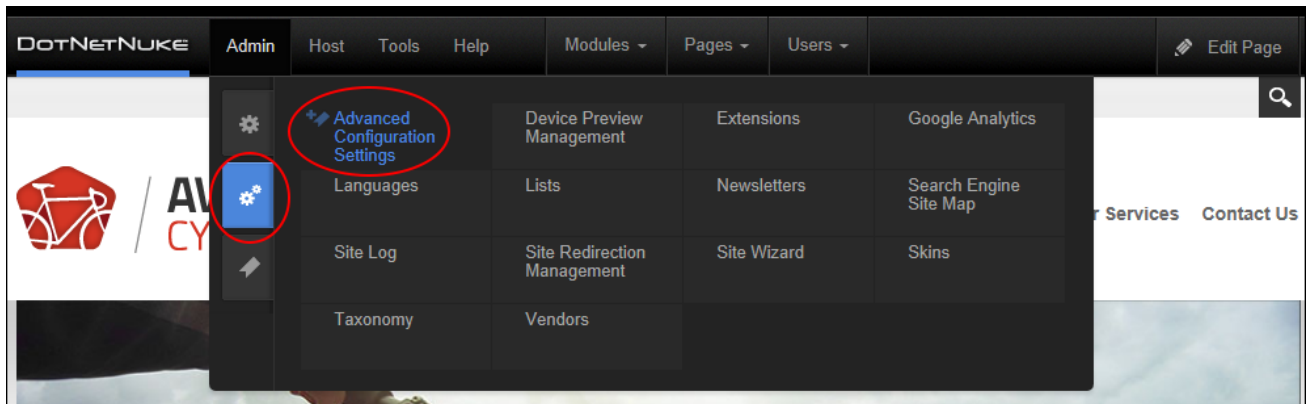 DOTNETNUKE Admin Host Tools Help Modules Pages Users Edit Page
Advanced Configuration Settings
Device Preview Management
Extensions
Google Analytics
Languages
Lists
Newsletters
Search Engine Site Map
Site Log
Site Redirection Management
Site Wizard
Skins
Taxonomy
Vendors
AV
CY
r Services Contact Us